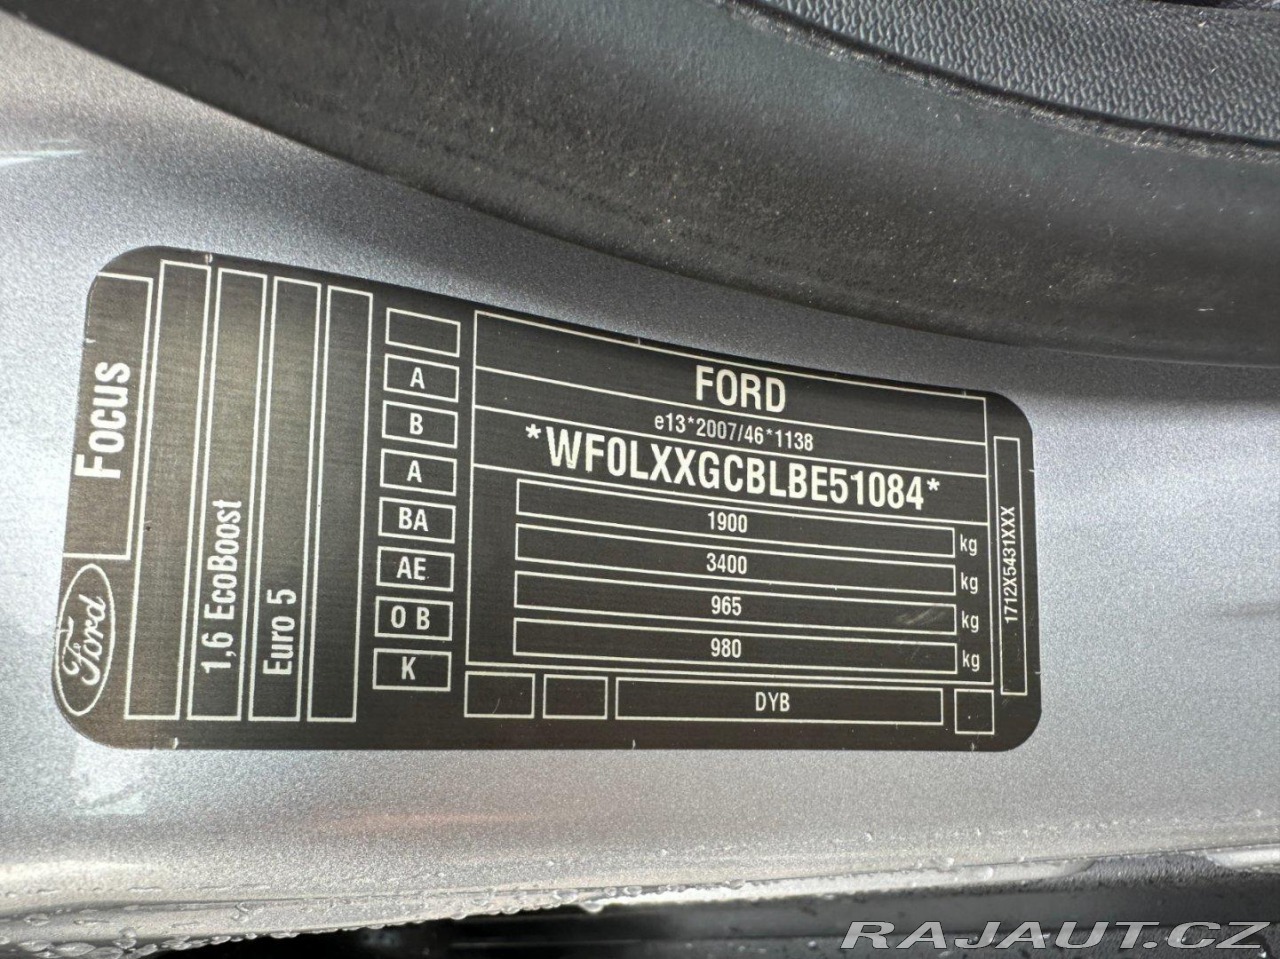 Focus
Ford
1,6 EcoBoost
Euro 5
A
B
A
BA
AE
O B
K
FORD
e13*2007/46*1138
*WF0LXXGCBLBE51084*
1900 kg
3400 kg
965 kg
980 kg
DYB
1712X5431XXX
RAJAUT.CZ